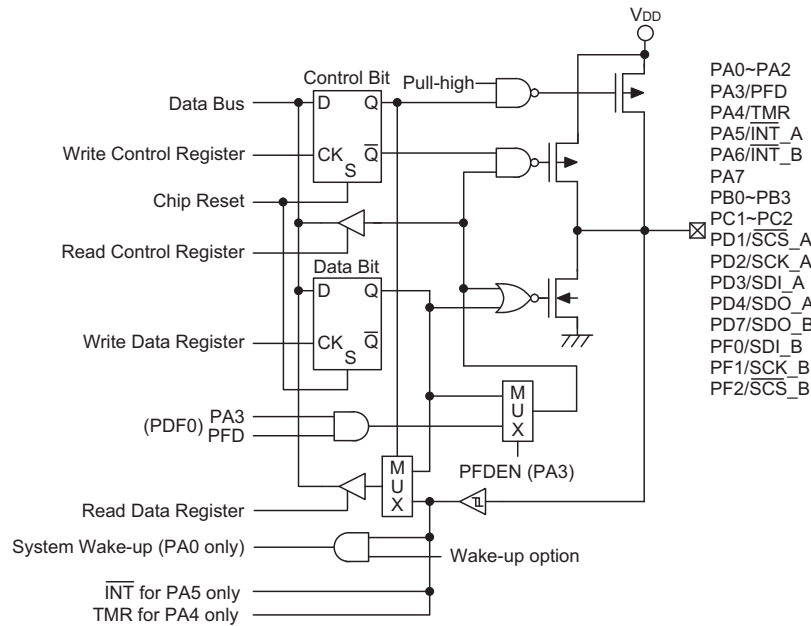 VDD
Control Bit
Pull-high
Data Bus
D
Q
Write Control Register
CK
Q
S
Chip Reset
Read Control Register
Data Bit
D
Q
Write Data Register
CK
Q
S
(PDF0)
PA3
PFD
M
U
X
PFDEN (PA3)
M
U
X
Read Data Register
System Wake-up (PA0 only)
Wake-up option
INT for PA5 only
TMR for PA4 only
PA0~PA2
PA3/PFD
PA4/TMR
PA5/INT_A
PA6/INT_B
PA7
PB0~PB3
PC1~PC2
PD1/SCS_A
PD2/SCK_A
PD3/SDI_A
PD4/SDO_A
PD7/SDO_B
PF0/SDI_B
PF1/SCK_B
PF2/SCS_B